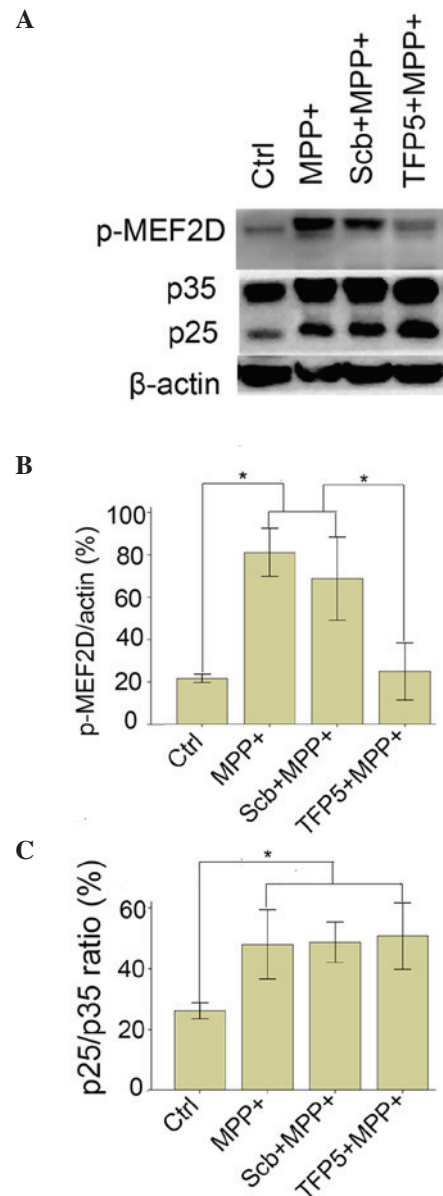 A
Ctrl
MPP+
Scb+MPP+
TFP5+MPP+
p-MEF2D
p35
p25
β-actin
B
p-MEF2D/actin (%)
100
80
60
40
20
0
*
*
Ctrl
MPP+
Scb+MPP+
TFP5+MPP+
C
p25/p35 ratio (%)
60
40
20
0
*
Ctrl
MPP+
Scb+MPP+
TFP5+MPP+